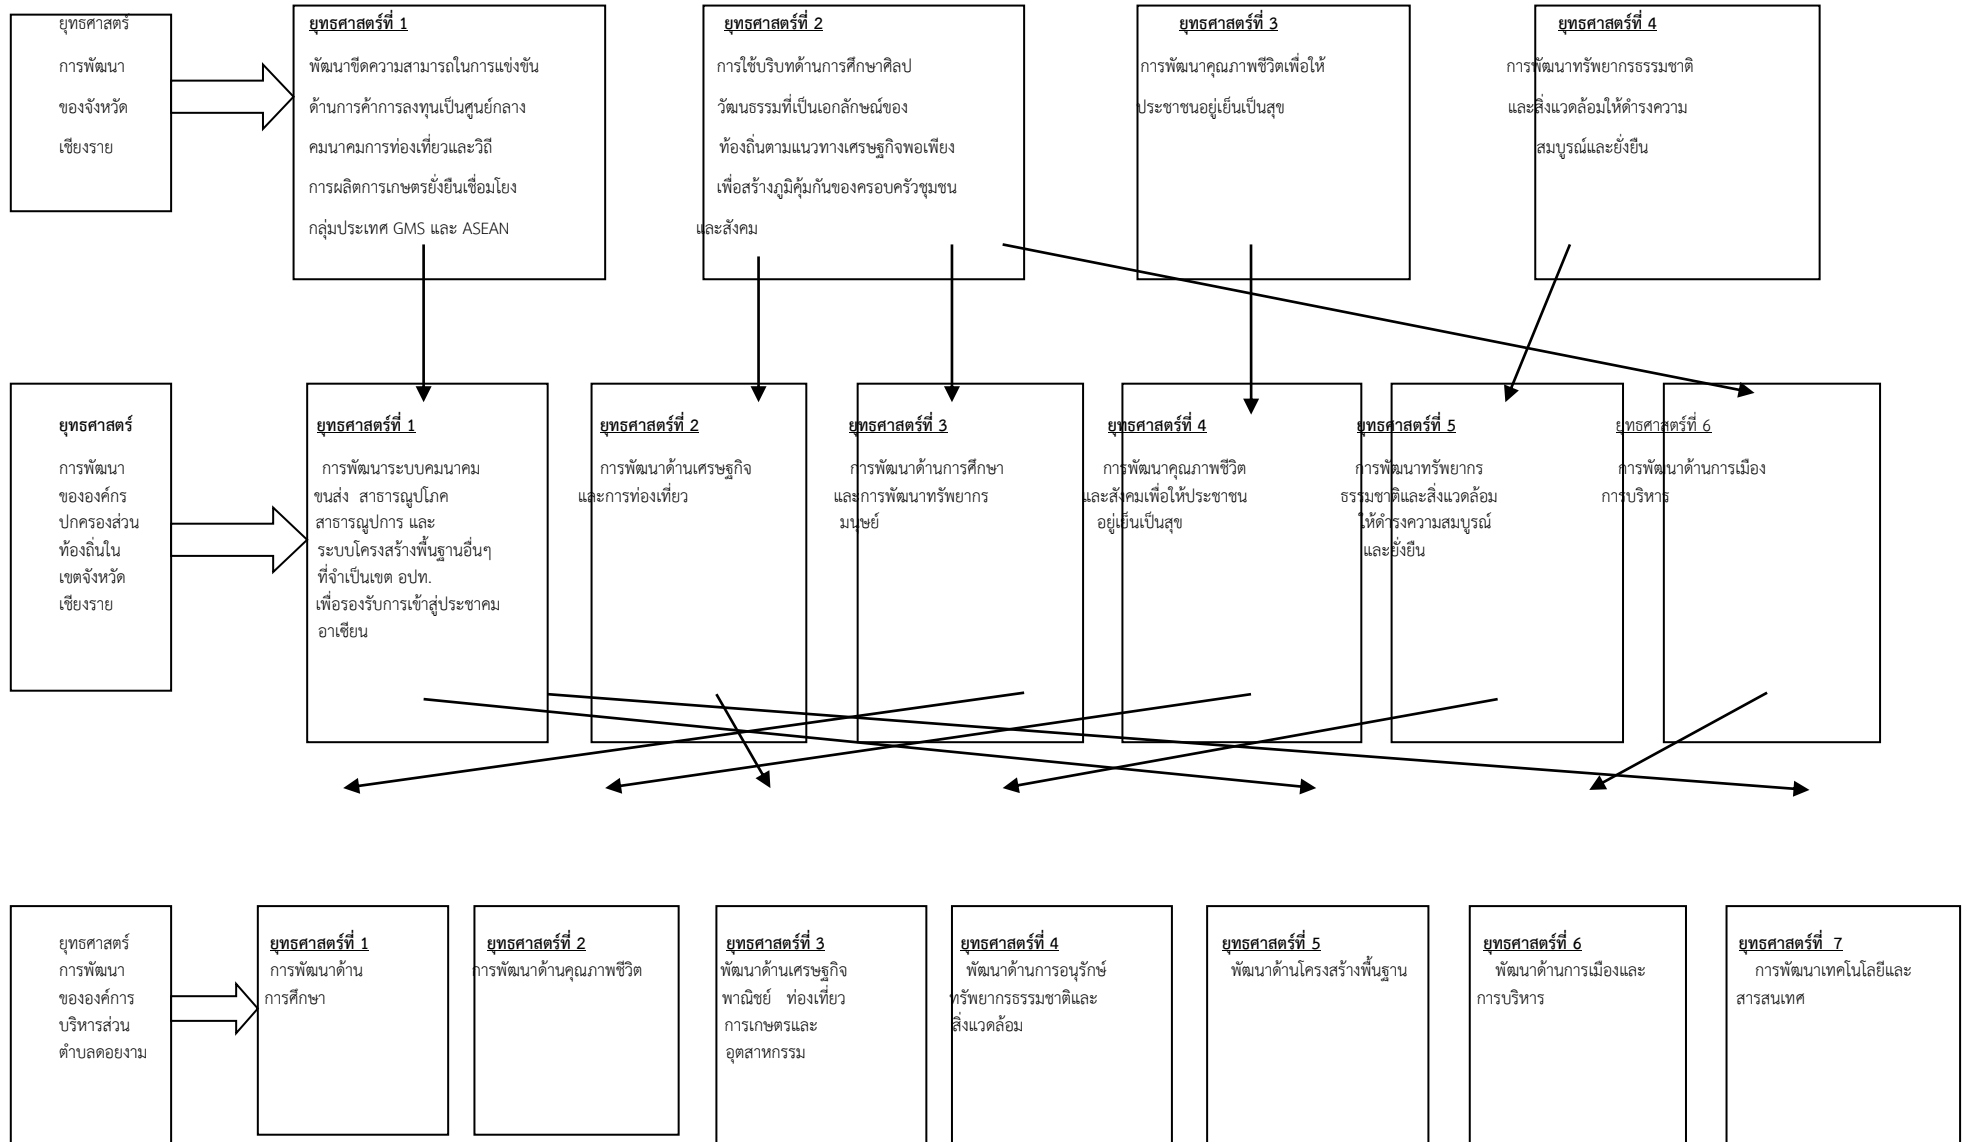 ยุทธศาสตร์
การพัฒนา
ของจังหวัด
เชียงราย
ยุทธศาสตร์ที่ 1
พัฒนาขีดความสามารถในการแข่งขัน
ด้านการค้าการลงทุนเป็นศูนย์กลาง
คมนาคมการท่องเที่ยวและวิถี
การผลิตการเกษตรยั่งยืนเชื่อมโยง
กลุ่มประเทศ GMS และ ASEAN
ยุทธศาสตร์ที่ 2
การใช้บริบทด้านการศึกษาศิลป
วัฒนธรรมที่เป็นเอกลักษณ์ของ
ท้องถิ่นตามแนวทางเศรษฐกิจพอเพียง
เพื่อสร้างภูมิคุ้มกันของครอบครัวชุมชน
และสังคม
ยุทธศาสตร์ที่ 3
การพัฒนาคุณภาพชีวิตเพื่อให้
ประชาชนอยู่เย็นเป็นสุข
ยุทธศาสตร์ที่ 4
การพัฒนาทรัพยากรธรรมชาติ
และสิ่งแวดล้อมให้ดำรงความ
สมบูรณ์และยั่งยืน
ยุทธศาสตร์
การพัฒนา
ขององค์กร
ปกครองส่วน
ท้องถิ่นใน
เขตจังหวัด
เชียงราย
ยุทธศาสตร์ที่ 1
การพัฒนาระบบคมนาคม
ขนส่ง สาธารณูปโภค
สาธารณูปการ และ
ระบบโครงสร้างพื้นฐานอื่นๆ
ที่จำเป็นเขต อปท.
เพื่อรองรับการเข้าสู่ประชาคม
อาเซียน
ยุทธศาสตร์ที่ 2
การพัฒนาด้านเศรษฐกิจ
และการท่องเที่ยว
ยุทธศาสตร์ที่ 3
การพัฒนาด้านการศึกษา
และการพัฒนาทรัพยากร
มนุษย์
ยุทธศาสตร์ที่ 4
การพัฒนาคุณภาพชีวิต
และสังคมเพื่อให้ประชาชน
อยู่เย็นเป็นสุข
ยุทธศาสตร์ที่ 5
การพัฒนาทรัพยากร
ธรรมชาติและสิ่งแวดล้อม
ให้ดำรงความสมบูรณ์
และยั่งยืน
ยุทธศาสตร์ที่ 6
การพัฒนาด้านการเมือง
การบริหาร
ยุทธศาสตร์
การพัฒนา
ขององค์การ
บริหารส่วน
ตำบลดอยงาม
ยุทธศาสตร์ที่ 1
การพัฒนาด้าน
การศึกษา
ยุทธศาสตร์ที่ 2
การพัฒนาด้านคุณภาพชีวิต
ยุทธศาสตร์ที่ 3
พัฒนาด้านเศรษฐกิจ
พาณิชย์ ท่องเที่ยว
การเกษตรและ
อุตสาหกรรม
ยุทธศาสตร์ที่ 4
พัฒนาด้านการอนุรักษ์
ทรัพยากรธรรมชาติและ
สิ่งแวดล้อม
ยุทธศาสตร์ที่ 5
พัฒนาด้านโครงสร้างพื้นฐาน
ยุทธศาสตร์ที่ 6
พัฒนาด้านการเมืองและ
การบริหาร
ยุทธศาสตร์ที่ 7
การพัฒนาเทคโนโลยีและ
สารสนเทศ